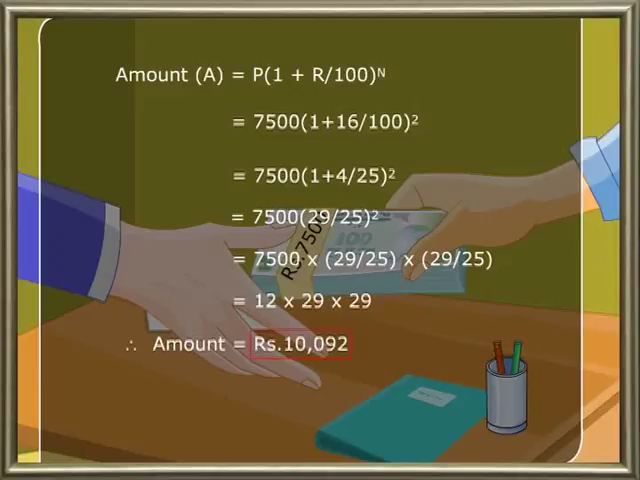 Amount (A) = P(1 + R/100)ᴺ
= 7500(1+16/100)²
= 7500(1+4/25)²
= 7500(29/25)²
Rs.7500
100
= 7500 x (29/25) x (29/25)
= 12 x 29 x 29
∴ Amount = Rs.10,092